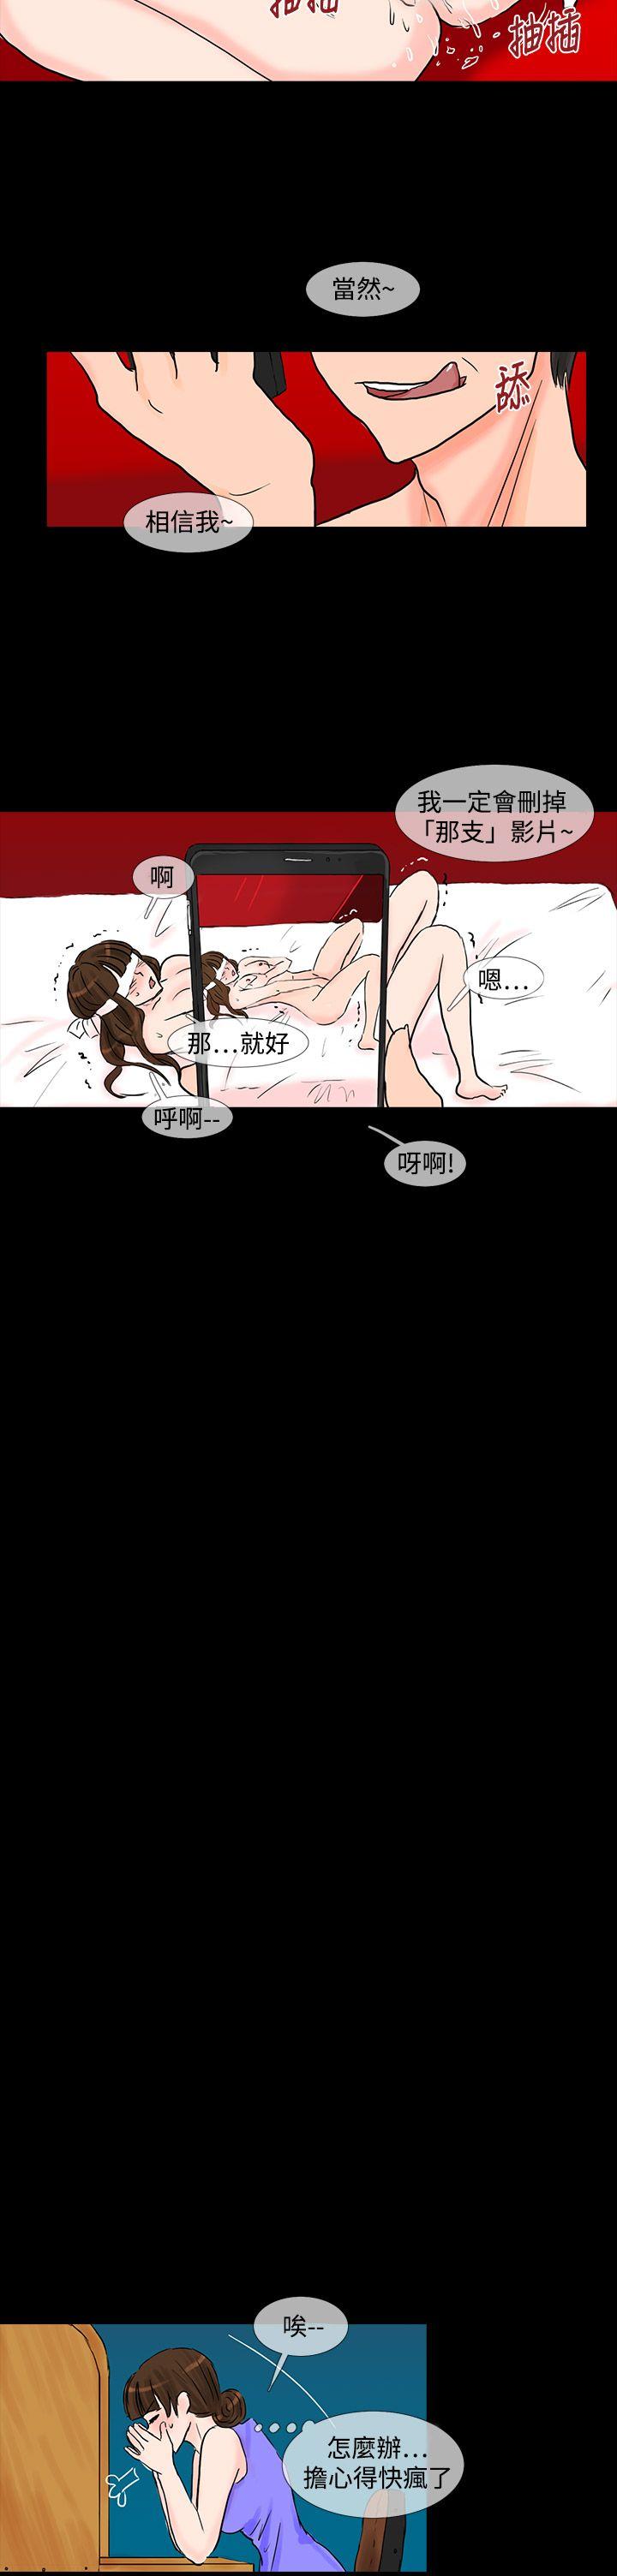 抽插
抽插
當然~
舔
相信我~
我一定會刪掉
「那支」影片~
啊
嗯...
那...就好
呼啊--
呀啊!
唉--
怎麼辦...
擔心得快瘋了